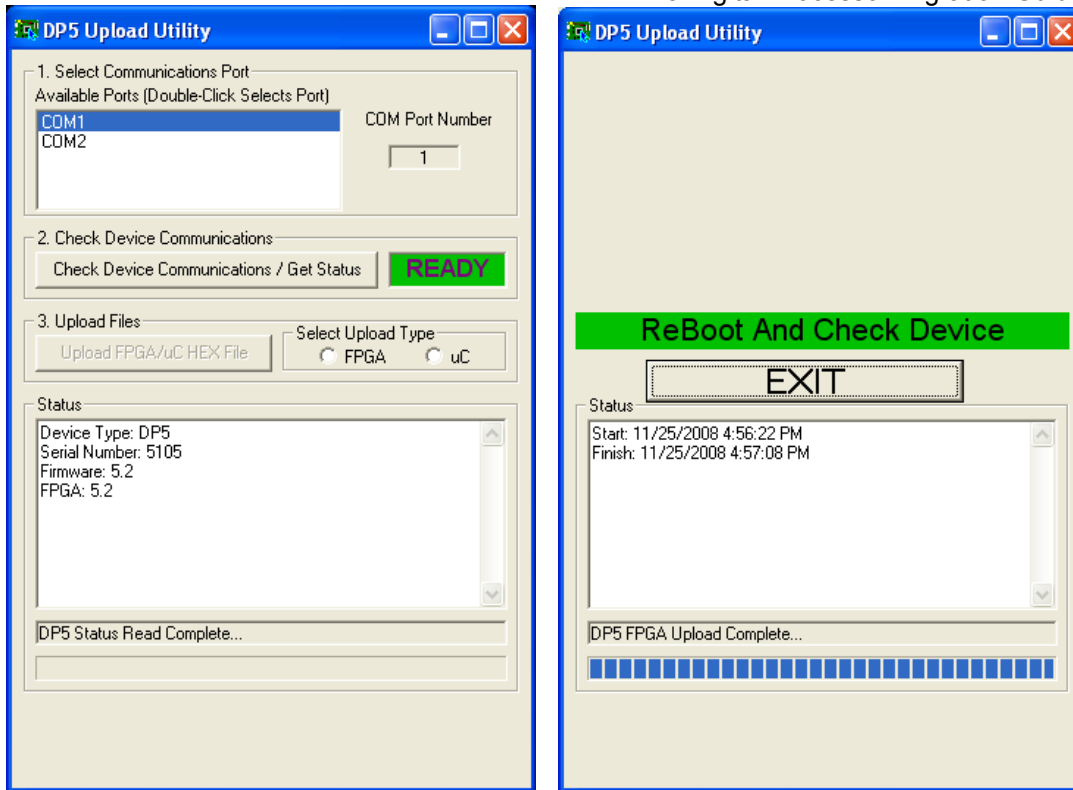 DP5 Upload Utility
1. Select Communications Port
Available Ports (Double-Click Selects Port)
COM1
COM2
COM Port Number
1
2. Check Device Communications
Check Device Communications / Get Status
READY
3. Upload Files
Upload FPGA/uC HEX File
Select Upload Type
FPGA
uC
Status
Device Type: DP5
Serial Number: 5105
Firmware: 5.2
FPGA: 5.2
DP5 Status Read Complete...
DP5 Upload Utility
ReBoot And Check Device
EXIT
Status
Start: 11/25/2008 4:56:22 PM
Finish: 11/25/2008 4:57:08 PM
DP5 FPGA Upload Complete...